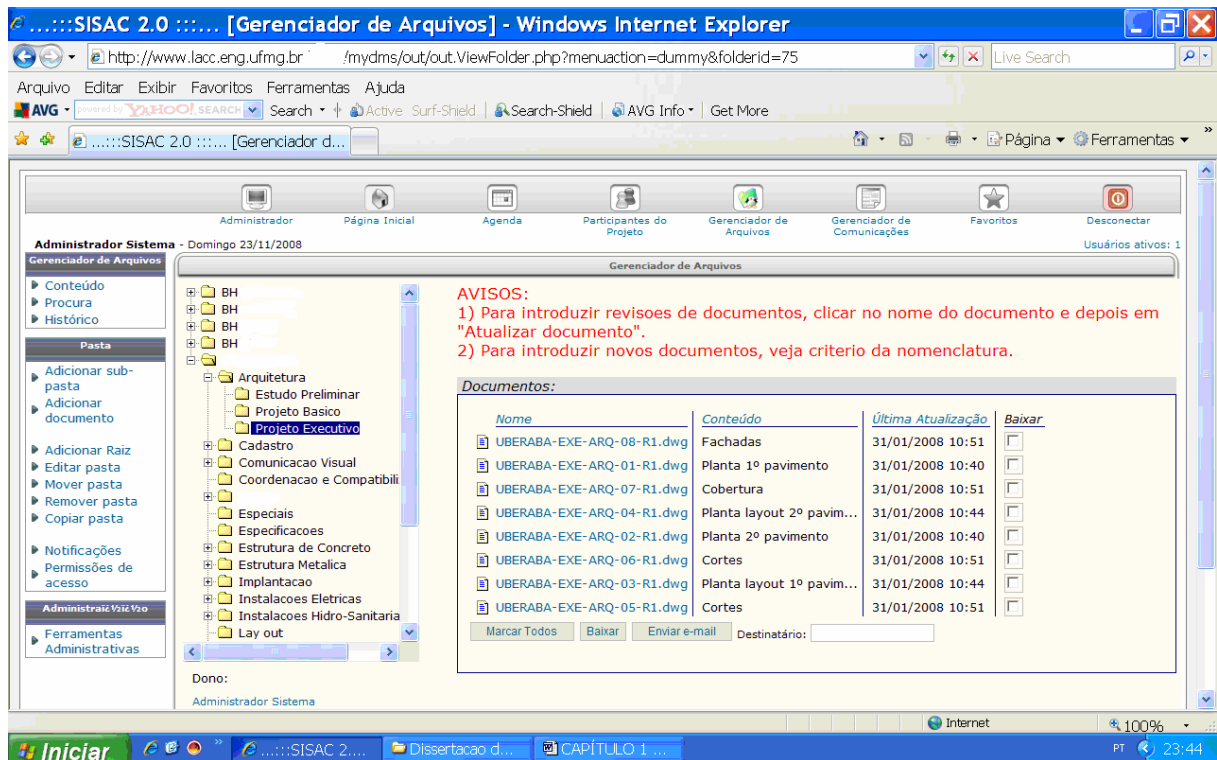 ...:::SISAC 2.0 :::.... [Gerenciador de Arquivos] - Windows Internet Explorer
http://www.lacc.eng.ufmg.br /mydms/out/out.ViewFolder.php?menuaction=dummy&folderid=75
Live Search
Arquivo Editar Exibir Favoritos Ferramentas Ajuda
AVG powered by YAHOO! SEARCH Search Active Surf-Shield Search-Shield AVG Info Get More
...:::SISAC 2.0 :::.... [Gerenciador d... Página Ferramentas »
Administrador
Página Inicial
Agenda
Participantes do Projeto
Gerenciador de Arquivos
Gerenciador de Comunicações
Favoritos
Desconectar
Administrador Sistema - Domingo 23/11/2008
Usuários ativos: 1
Gerenciador de Arquivos
Conteúdo
Procura
Histórico
Pasta
Adicionar sub-
pasta
Adicionar
documento
Adicionar Raiz
Editar pasta
Mover pasta
Remover pasta
Copiar pasta
Notificações
Permissões de
acesso
Administraï¿½ï¿½o
Ferramentas
Administrativas
Gerenciador de Arquivos
BH
BH
BH
BH
Arquitetura
Estudo Preliminar
Projeto Basico
Projeto Executivo
Cadastro
Comunicacao Visual
Coordenacao e Compatibili
Especiais
Especificacoes
Estrutura de Concreto
Estrutura Metalica
Implantacao
Instalacoes Eletricas
Instalacoes Hidro-Sanitaria
Lay out
Dono:
Administrador Sistema
AVISOS:
1) Para introduzir revisoes de documentos, clicar no nome do documento e depois em
"Atualizar documento".
2) Para introduzir novos documentos, veja criterio da nomenclatura.
Documentos:
Nome Conteúdo Última Atualização Baixar
UBERABA-EXE-ARQ-08-R1.dwg Fachadas 31/01/2008 10:51
UBERABA-EXE-ARQ-01-R1.dwg Planta 1º pavimento 31/01/2008 10:40
UBERABA-EXE-ARQ-07-R1.dwg Cobertura 31/01/2008 10:51
UBERABA-EXE-ARQ-04-R1.dwg Planta layout 2º pavim... 31/01/2008 10:44
UBERABA-EXE-ARQ-02-R1.dwg Planta 2º pavimento 31/01/2008 10:40
UBERABA-EXE-ARQ-06-R1.dwg Cortes 31/01/2008 10:51
UBERABA-EXE-ARQ-03-R1.dwg Planta layout 1º pavim... 31/01/2008 10:44
UBERABA-EXE-ARQ-05-R1.dwg Cortes 31/01/2008 10:51
Marcar Todos Baixar Enviar e-mail Destinatário:
Internet 100%
Iniciar » ...:::SISAC 2.... Dissertacao d... CAPÍTULO 1 ... PT 23:44